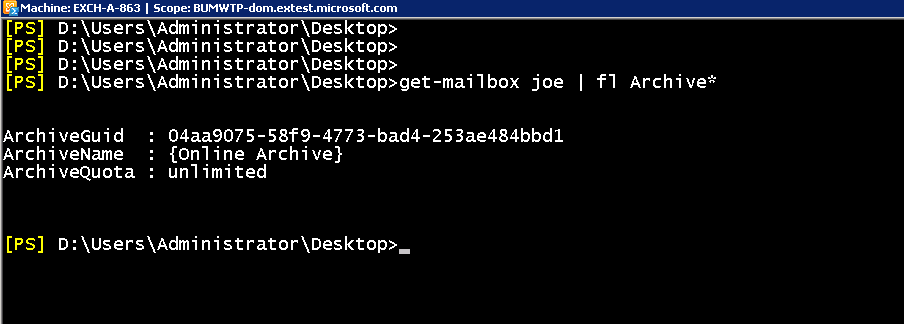 Machine: EXCH-A-863 | Scope: BUMWTP-dom.extest.microsoft.com
[PS] D:\Users\Administrator\Desktop>
[PS] D:\Users\Administrator\Desktop>
[PS] D:\Users\Administrator\Desktop>
[PS] D:\Users\Administrator\Desktop>get-mailbox joe | fl Archive*
ArchiveGuid : 04aa9075-58f9-4773-bad4-253ae484bbd1
ArchiveName : {Online Archive}
ArchiveQuota : unlimited
[PS] D:\Users\Administrator\Desktop>